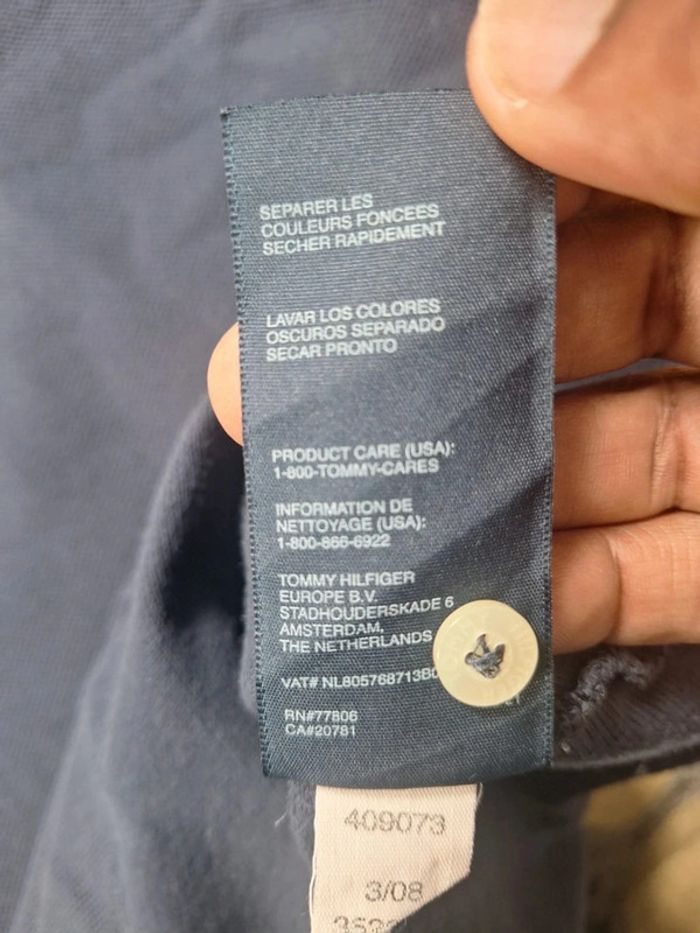 SEPARER LES
COULEURS FONCEES
SECHER RAPIDEMENT
LAVAR LOS COLORES
OSCUROS SEPARADO
SECAR PRONTO
PRODUCT CARE (USA):
1-800-TOMMY-CARES
INFORMATION DE
NETTOYAGE (USA):
1-800-866-6922
TOMMY HILFIGER
EUROPE B.V.
STADHOUDERSKADE 6
AMSTERDAM,
THE NETHERLANDS
VAT# NL805768713B0
RN#77806
CA#20781
409073
3/08